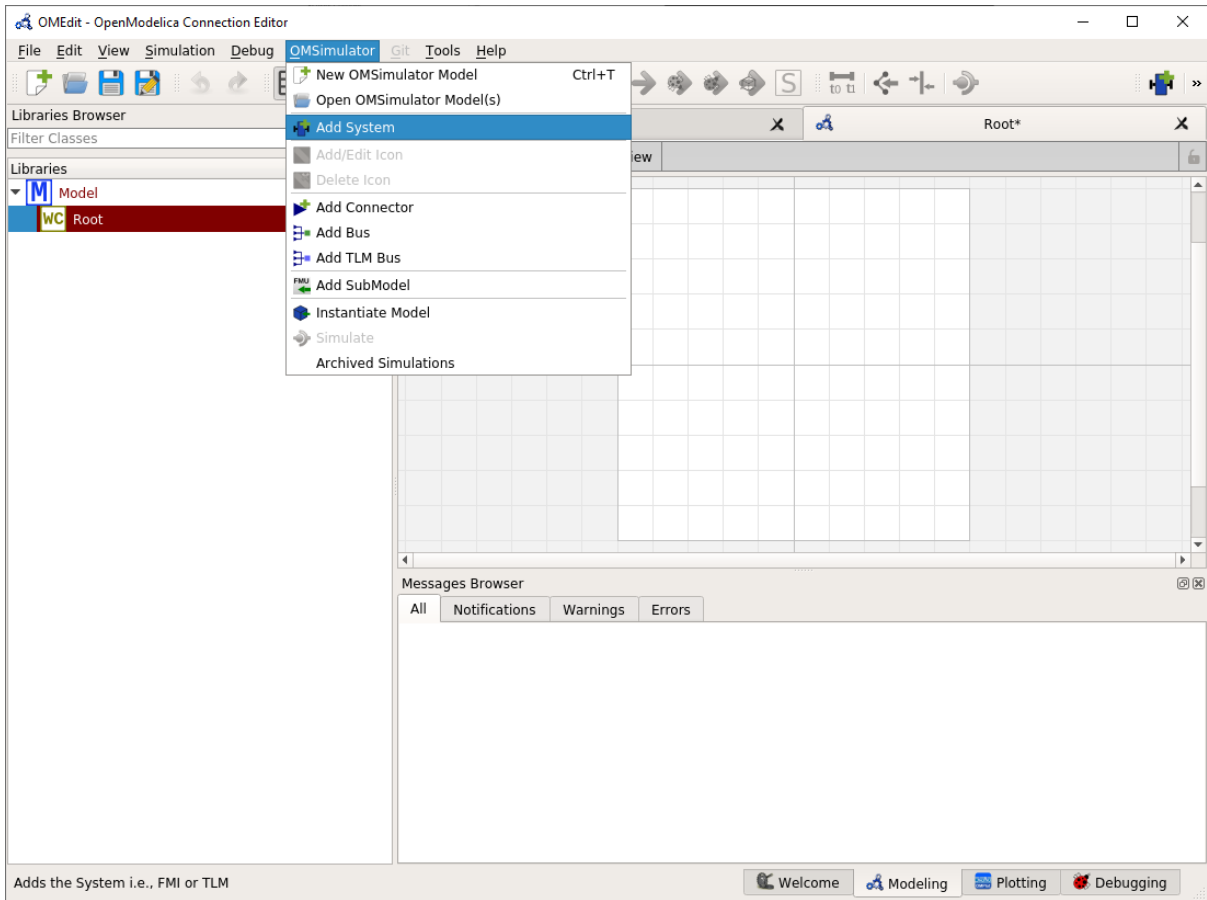 OMEdit - OpenModelica Connection Editor
File Edit View Simulation Debug OMSimulator Git Tools Help
New OMSimulator Model Ctrl+T
Open OMSimulator Model(s)
Add System
Add/Edit Icon
Delete Icon
Add Connector
Add Bus
Add TLM Bus
FMU Add SubModel
Instantiate Model
Simulate
Archived Simulations
S
to t1
»
Libraries Browser
Filter Classes
Libraries
M Model
WC Root
Root*
iew
Messages Browser
All Notifications Warnings Errors
Adds the System i.e., FMI or TLM
Welcome Modeling Plotting Debugging